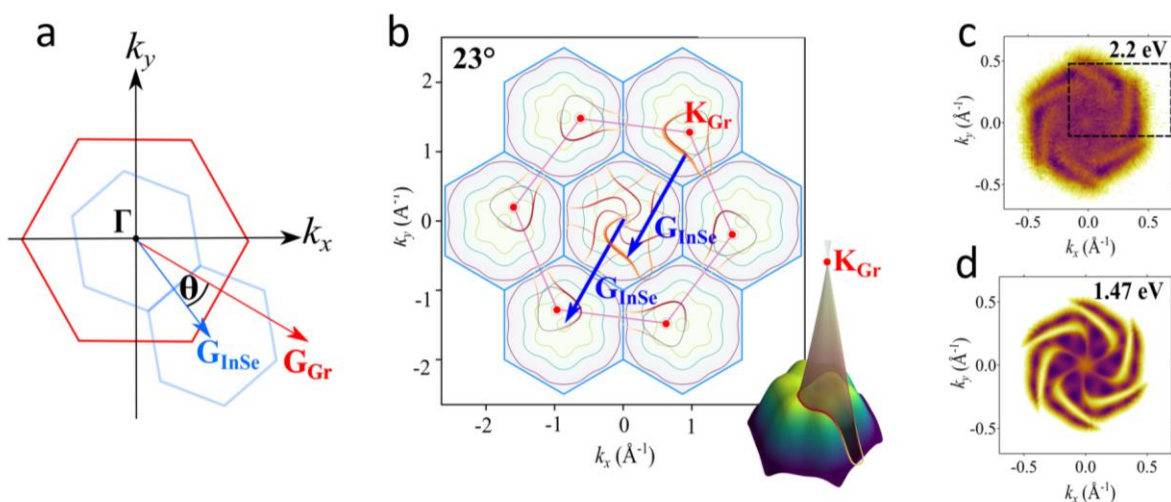 a
k_y
Γ
k_x
θ
G_InSe
G_Gr
b
23°
k_y (Å⁻¹)
2
1
0
-1
-2
K_Gr
G_InSe
G_InSe
-2
-1
0
1
k_x (Å⁻¹)
K_Gr
c
2.2 eV
k_y (Å⁻¹)
0.5
0.0
-0.5
-0.5
0.0
0.5
k_x (Å⁻¹)
d
1.47 eV
k_y (Å⁻¹)
0.5
0.0
-0.5
-0.5
0.0
0.5
k_x (Å⁻¹)